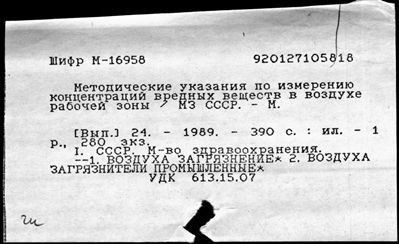 Шифр М-16958 920127105818
Методические указания по измерению
концентраций вредных веществ в воздухе
рабочей зоны / МЗ СССР. - М.
[Вып.] 24. - 1989. - 390 с. : ил. - 1
р., 280 экз.
I. СССР. М-во здравоохранения.
--1. ВОЗДУХА ЗАГРЯЗНЕНИЕ* 2. ВОЗДУХА
ЗАГРЯЗНИТЕЛИ ПРОМЫШЛЕННЫЕ*
УДК 613.15.07